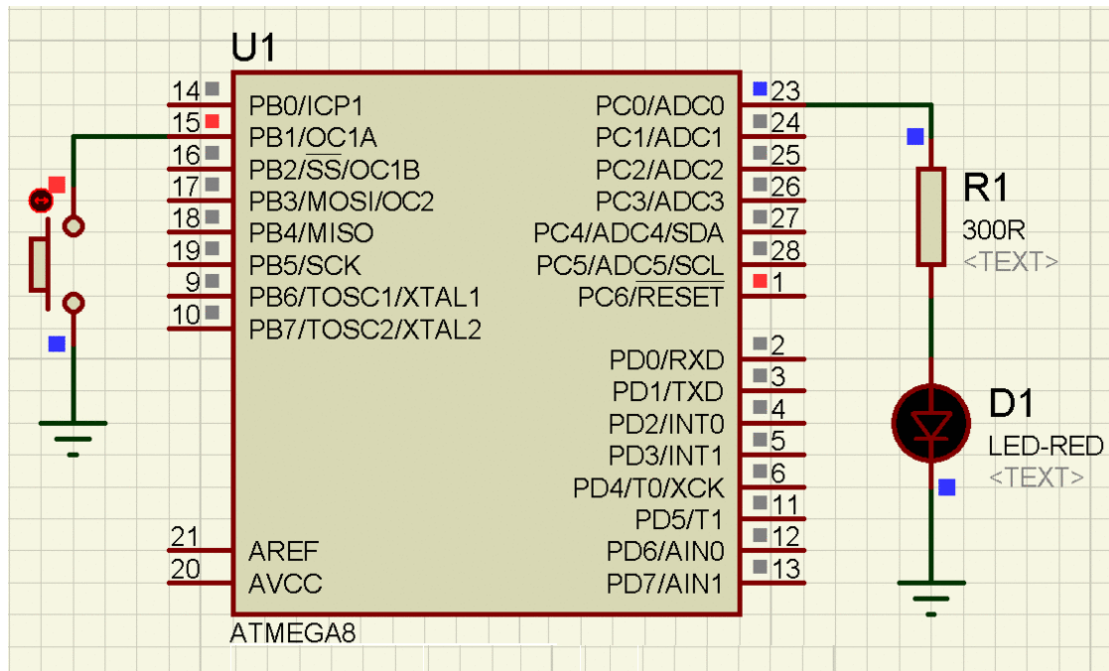 U1
14
PB0/ICP1
15
PB1/OC1A
16
PB2/SS/OC1B
17
PB3/MOSI/OC2
18
PB4/MISO
19
PB5/SCK
9
PB6/TOSC1/XTAL1
10
PB7/TOSC2/XTAL2
21
AREF
20
AVCC
23
PC0/ADC0
24
PC1/ADC1
25
PC2/ADC2
26
PC3/ADC3
27
PC4/ADC4/SDA
28
PC5/ADC5/SCL
1
PC6/RESET
2
PD0/RXD
3
PD1/TXD
4
PD2/INT0
5
PD3/INT1
6
PD4/T0/XCK
11
PD5/T1
12
PD6/AIN0
13
PD7/AIN1
ATMEGA8
R1
300R
<TEXT>
D1
LED-RED
<TEXT>